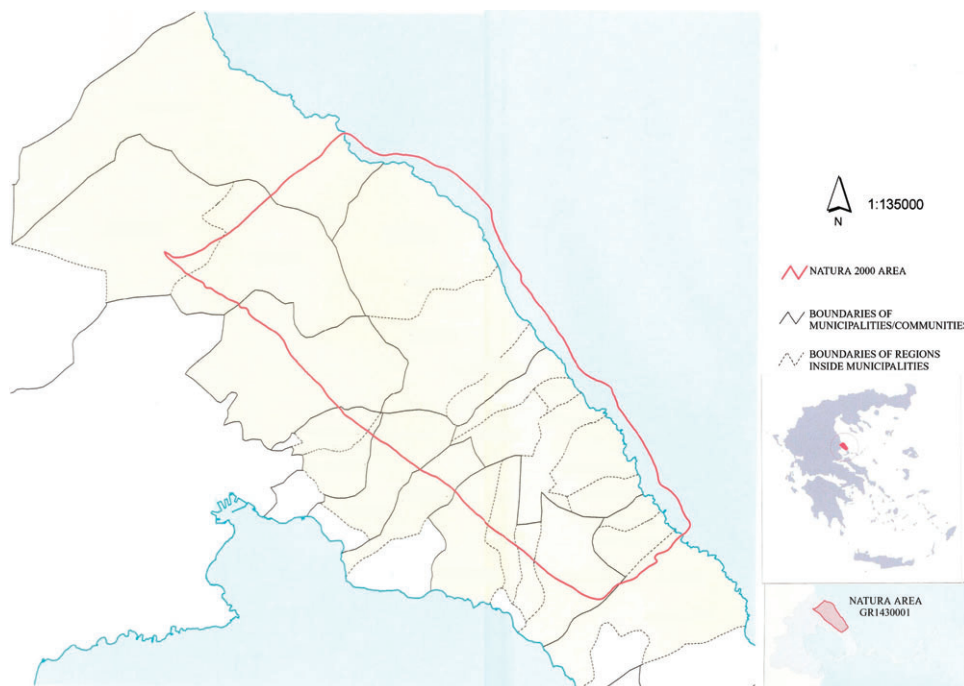 1:135000
N
NATURA 2000 AREA
BOUNDARIES OF
MUNICIPALITIES/COMMUNITIES
BOUNDARIES OF REGIONS
INSIDE MUNICIPALITIES
NATURA AREA
GR1430001